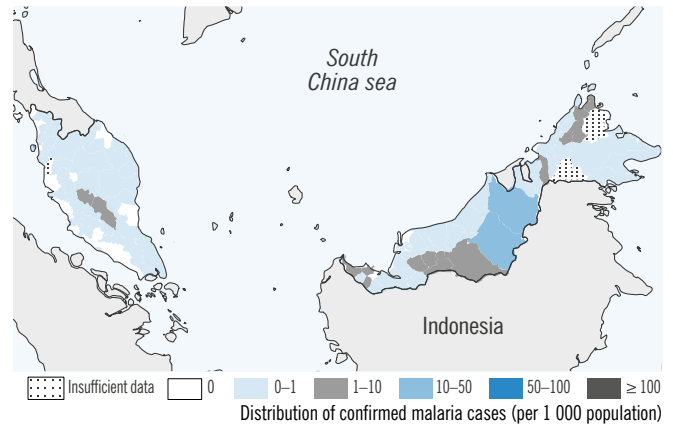 South
China sea
Indonesia
Insufficient data 0 0–1 1–10 10–50 50–100 ≥ 100
Distribution of confirmed malaria cases (per 1 000 population)